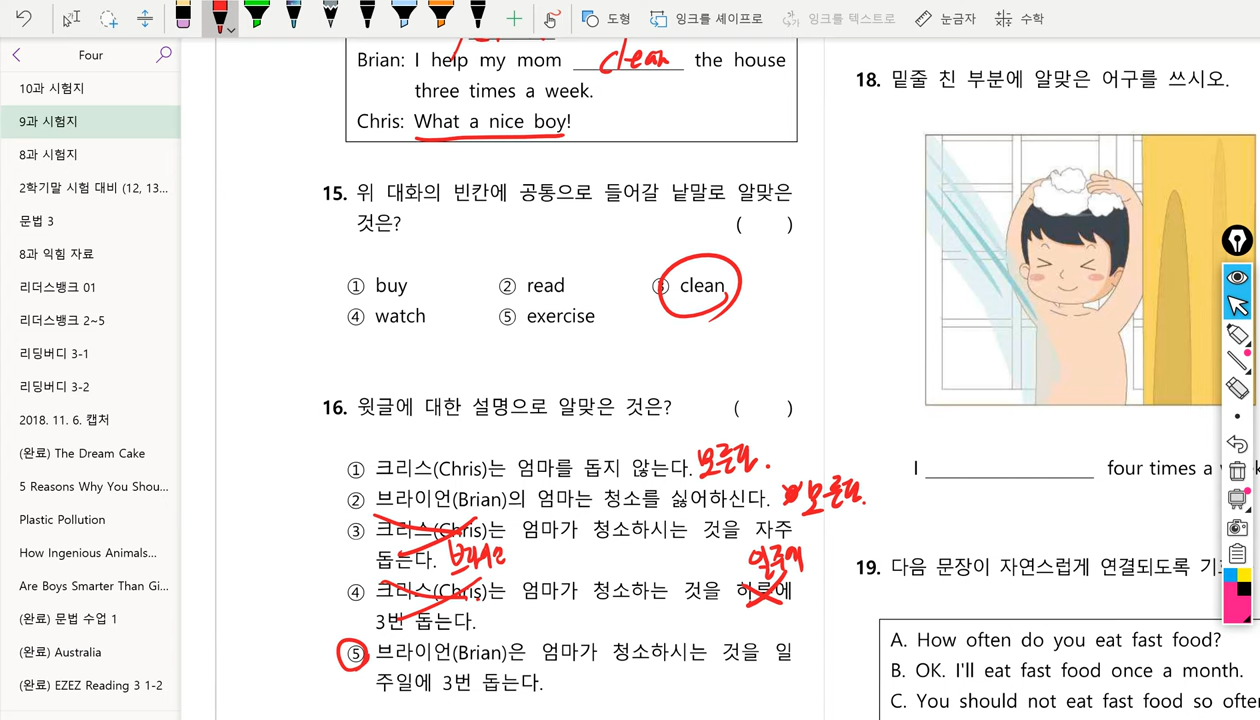 도형
잉크를 셰이프로
잉크를 텍스트로
눈금자
수학
Four
10과 시험지
9과 시험지
8과 시험지
2학기말 시험 대비 (12, 13...
문법 3
8과 익힘 자료
리더스뱅크 01
리더스뱅크 2~5
리딩버디 3-1
리딩버디 3-2
2018. 11. 6. 캡처
(완료) The Dream Cake
5 Reasons Why You Shou...
Plastic Pollution
How Ingenious Animals...
Are Boys Smarter Than Gi...
(완료) 문법 수업 1
(완료) Australia
(완료) EZEZ Reading 3 1-2
Brian: I help my mom clean the house
three times a week.
Chris: What a nice boy!
15. 위 대화의 빈칸에 공통으로 들어갈 낱말로 알맞은
것은? ( )
① buy ② read ③ clean
④ watch ⑤ exercise
16. 윗글에 대한 설명으로 알맞은 것은? ( )
① 크리스(Chris)는 엄마를 돕지 않는다. 모른다.
② 브라이언(Brian)의 엄마는 청소를 싫어하신다. 모른다.
③ 크리스(Chris)는 엄마가 청소하시는 것을 자주
돕는다.
일주에
④ 크리스(Chris)는 엄마가 청소하는 것을 하루에
3번 돕는다.
⑤ 브라이언(Brian)은 엄마가 청소하시는 것을 일
주일에 3번 돕는다.
18. 밑줄 친 부분에 알맞은 어구를 쓰시오.
I ____________ four times a
19. 다음 문장이 자연스럽게 연결되도록
A. How often do you eat fast food?
B. OK. I'll eat fast food once a month.
C. You should not eat fast food so often